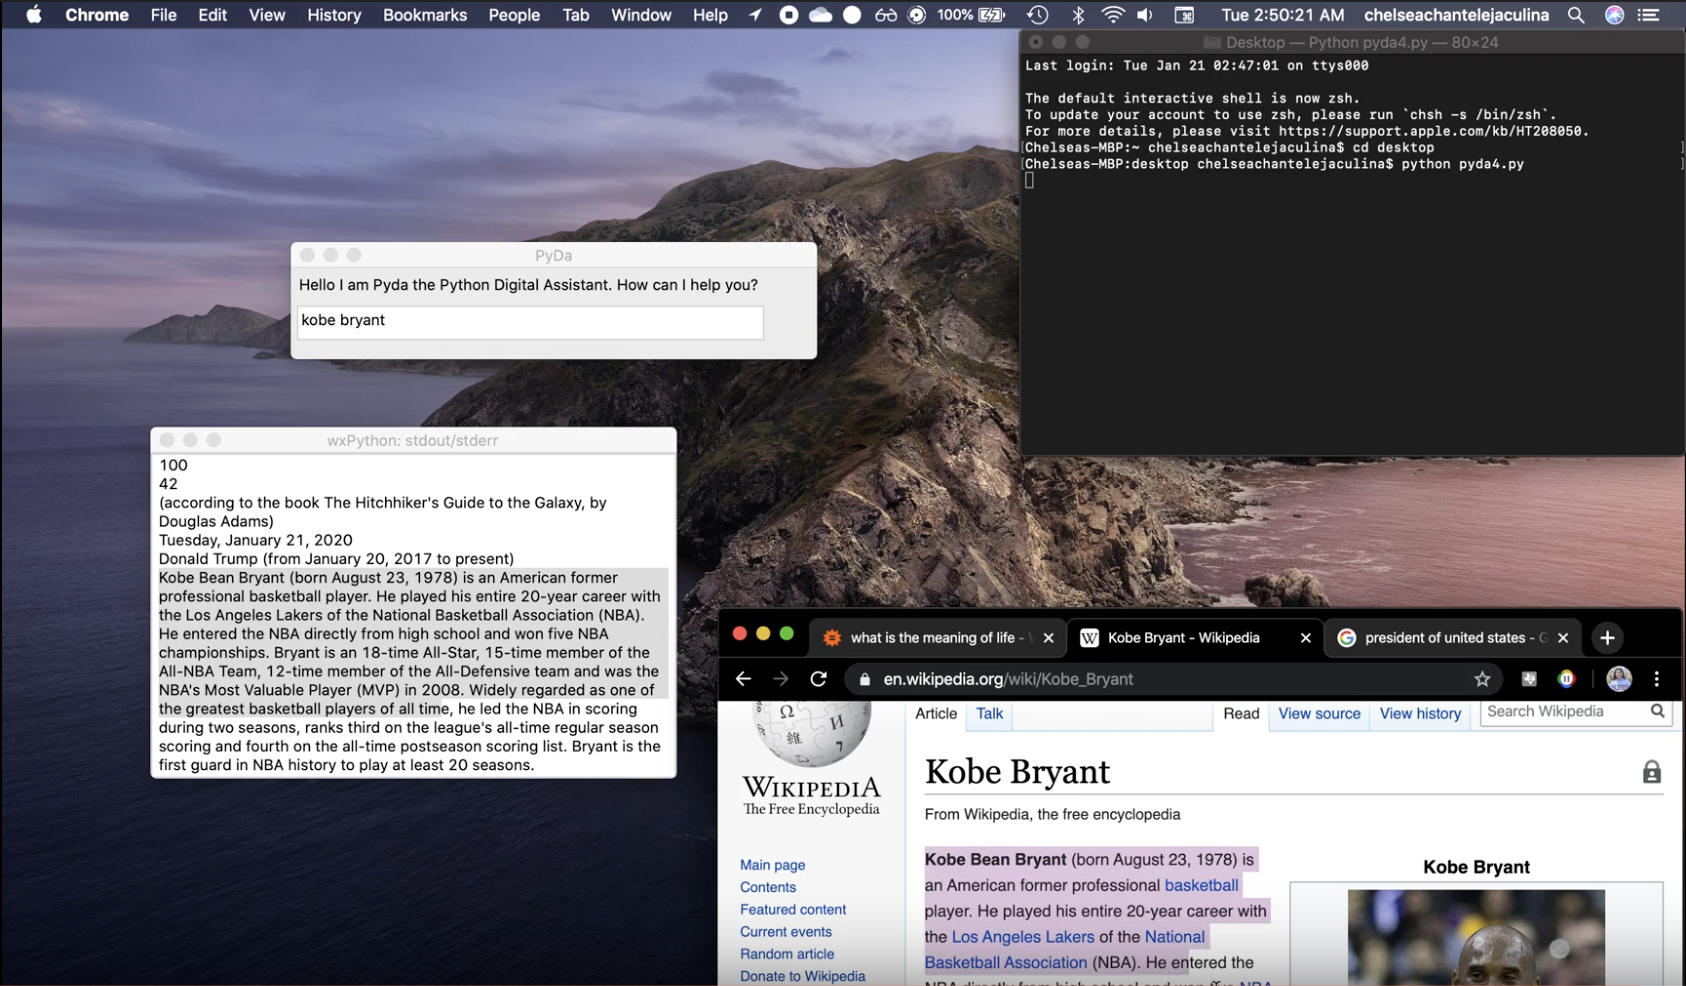 Chrome File Edit View History Bookmarks People Tab Window Help 100% Tue 2:50:21 AM chelseachantelejaculina
Desktop — Python pyda4.py — 80×24
Last login: Tue Jan 21 02:47:01 on ttys000
The default interactive shell is now zsh.
To update your account to use zsh, please run `chsh -s /bin/zsh`.
For more details, please visit https://support.apple.com/kb/HT208050.
[Chelseas-MBP:~ chelseachantelejaculina$ cd desktop ]
[Chelseas-MBP:desktop chelseachantelejaculina$ python pyda4.py ]
PyDa
Hello I am Pyda the Python Digital Assistant. How can I help you?
kobe bryant
wxPython: stdout/stderr
100
42
(according to the book The Hitchhiker's Guide to the Galaxy, by
Douglas Adams)
Tuesday, January 21, 2020
Donald Trump (from January 20, 2017 to present)
Kobe Bean Bryant (born August 23, 1978) is an American former
professional basketball player. He played his entire 20-year career with
the Los Angeles Lakers of the National Basketball Association (NBA).
He entered the NBA directly from high school and won five NBA
championships. Bryant is an 18-time All-Star, 15-time member of the
All-NBA Team, 12-time member of the All-Defensive team and was the
NBA's Most Valuable Player (MVP) in 2008. Widely regarded as one of
the greatest basketball players of all time, he led the NBA in scoring
during two seasons, ranks third on the league's all-time regular season
scoring and fourth on the all-time postseason scoring list. Bryant is the
first guard in NBA history to play at least 20 seasons.
what is the meaning of life - Kobe Bryant - Wikipedia president of united states - G
en.wikipedia.org/wiki/Kobe_Bryant
Article Talk Read View source View history Search Wikipedia
Ω И
維 ን
WIKIPEDIA
The Free Encyclopedia
Main page
Contents
Featured content
Current events
Random article
Donate to Wikipedia
Kobe Bryant
From Wikipedia, the free encyclopedia
Kobe Bean Bryant (born August 23, 1978) is
an American former professional basketball
player. He played his entire 20-year career with
the Los Angeles Lakers of the National
Basketball Association (NBA). He entered the
NBA directly from high school and won five NBA
Kobe Bryant